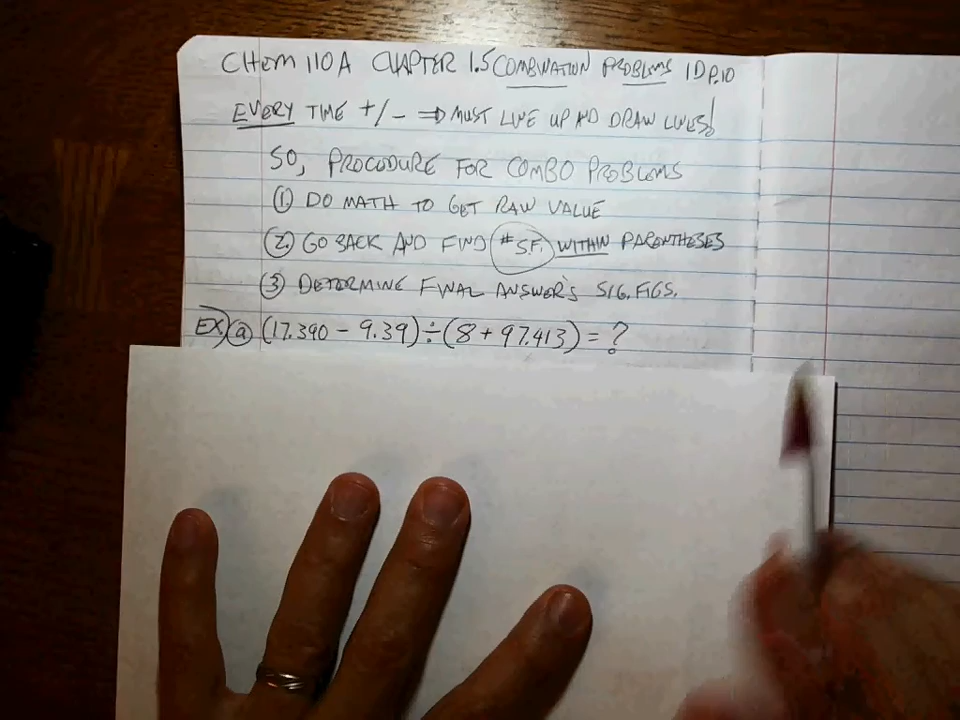 CHEM 110A CHAPTER 1.5 COMBINATION PROBLEMS 1D P.10
EVERY TIME +/- ⇒ MUST LINE UP AND DRAW LINES!
SO, PROCEDURE FOR COMBO PROBLEMS
① DO MATH TO GET RAW VALUE
② GO BACK AND FIND # S.F. WITHIN PARENTHESES
③ DETERMINE FINAL ANSWER'S SIG. FIGS.
EX) ⓐ (17.390 - 9.39) ÷ (8 + 97.413) = ?